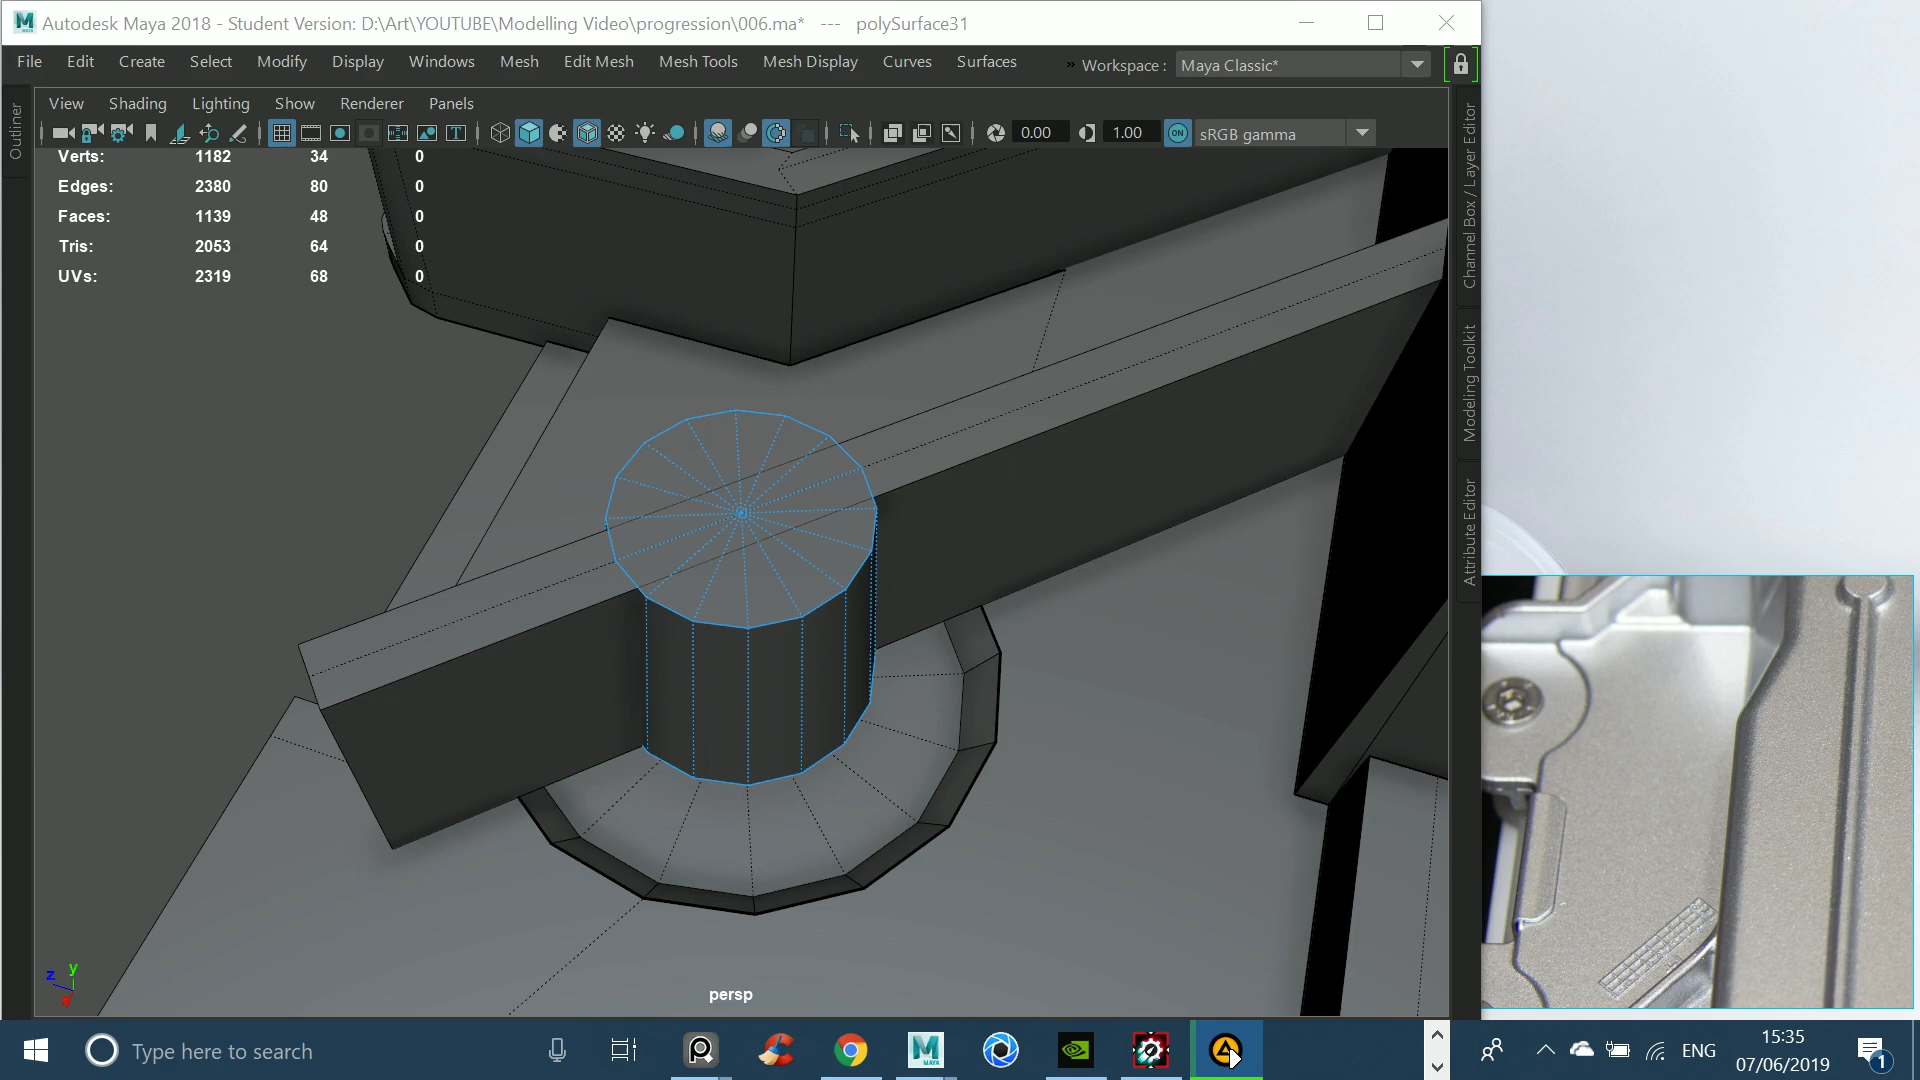 Autodesk Maya 2018 - Student Version: D:\Art\YOUTUBE\Modelling Video\progression\006.ma* --- polySurface31
File Edit Create Select Modify Display Windows Mesh Edit Mesh Mesh Tools Mesh Display Curves Surfaces » Workspace : Maya Classic*
View Shading Lighting Show Renderer Panels
0.00 1.00 ON sRGB gamma
Verts: 1182 34 0
Edges: 2380 80 0
Faces: 1139 48 0
Tris: 2053 64 0
UVs: 2319 68 0
Outliner
Channel Box / Layer Editor
Modeling Toolkit
Attribute Editor
z y x
persp
Type here to search
MAYA
ENG
15:35
07/06/2019
1